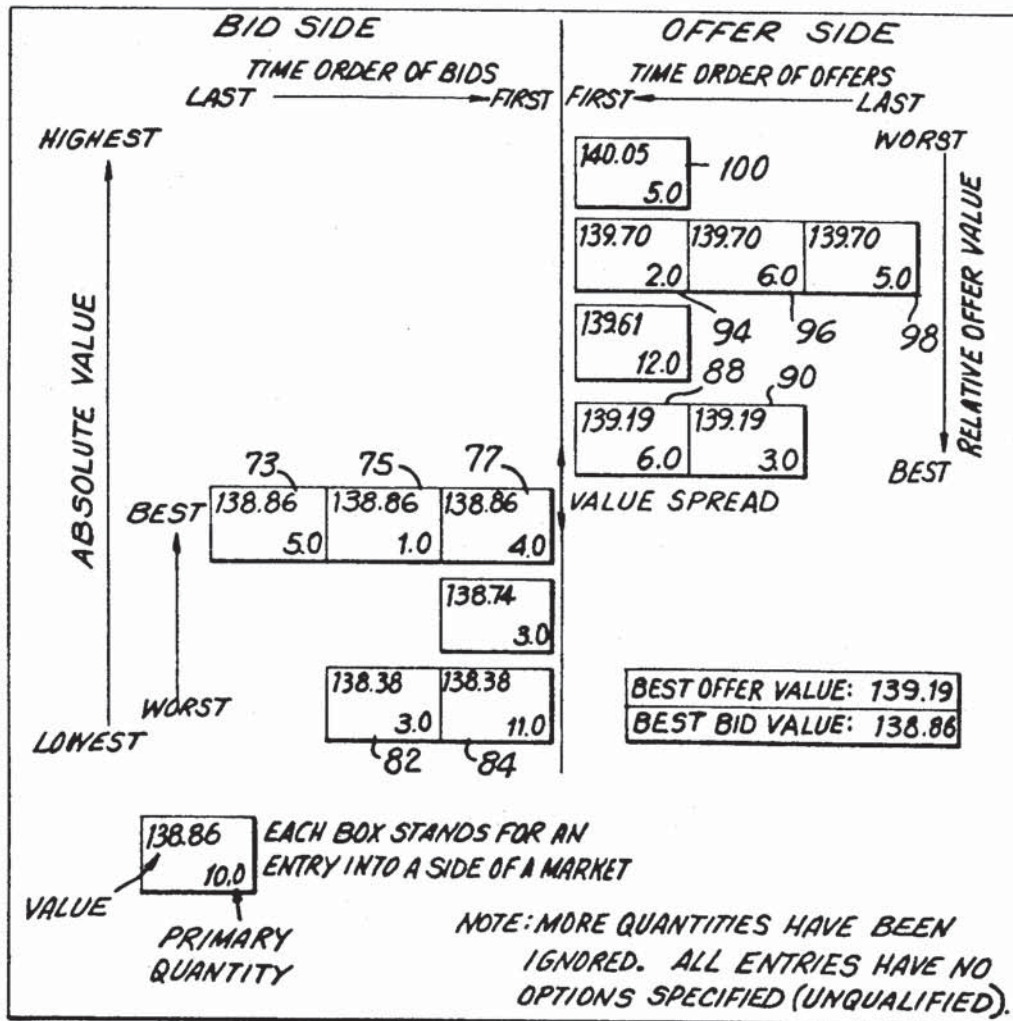 BID SIDE
OFFER SIDE
TIME ORDER OF BIDS
TIME ORDER OF OFFERS
LAST
FIRST
FIRST
LAST
HIGHEST
WORST
140.05
5.0
100
139.70
139.70
139.70
2.0
6.0
5.0
94
96
98
139.61
12.0
88
90
139.19
139.19
6.0
3.0
RELATIVE OFFER VALUE
BEST
ABSOLUTE VALUE
73
75
77
VALUE SPREAD
BEST
138.86
138.86
138.86
5.0
1.0
4.0
138.74
3.0
138.38
138.38
3.0
11.0
WORST
LOWEST
82
84
BEST OFFER VALUE: 139.19
BEST BID VALUE: 138.86
138.86
10.0
EACH BOX STANDS FOR AN
ENTRY INTO A SIDE OF A MARKET
VALUE
PRIMARY
QUANTITY
NOTE: MORE QUANTITIES HAVE BEEN
IGNORED. ALL ENTRIES HAVE NO
OPTIONS SPECIFIED (UNQUALIFIED).